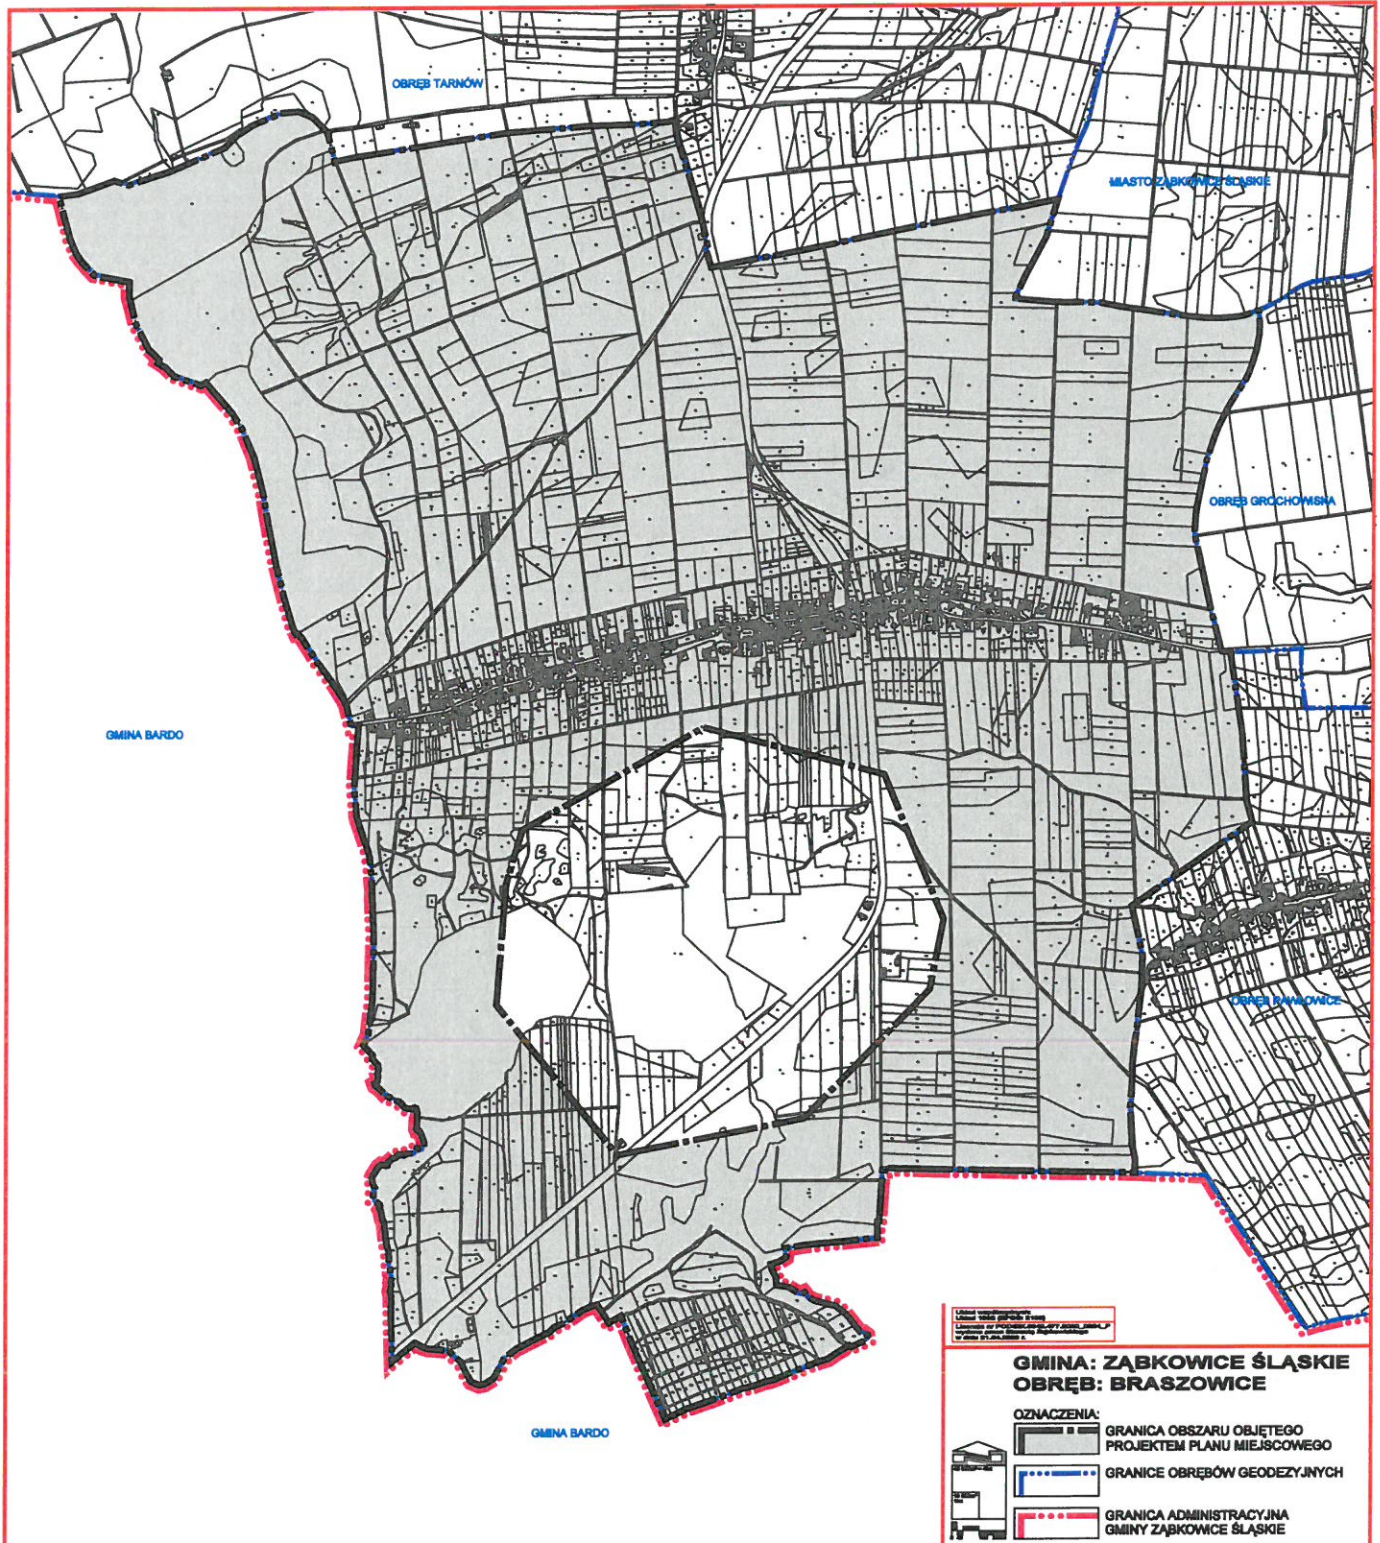 OBRĘB TARNÓW
MIASTO ZĄBKOWICE ŚLĄSKIE
OBRĘB GROCHOWISKA
GMINA BARDO
OBRĘB PAWŁOWICE
GMINA BARDO
GMINA: ZĄBKOWICE ŚLĄSKIE
OBRĘB: BRASZOWICE
OZNACZENIA:
GRANICA OBSZARU OBJĘTEGO
PROJEKTEM PLANU MIEJSCOWEGO
GRANICE OBRĘBÓW GEODEZYJNYCH
GRANICA ADMINISTRACYJNA
GMINY ZĄBKOWICE ŚLĄSKIE